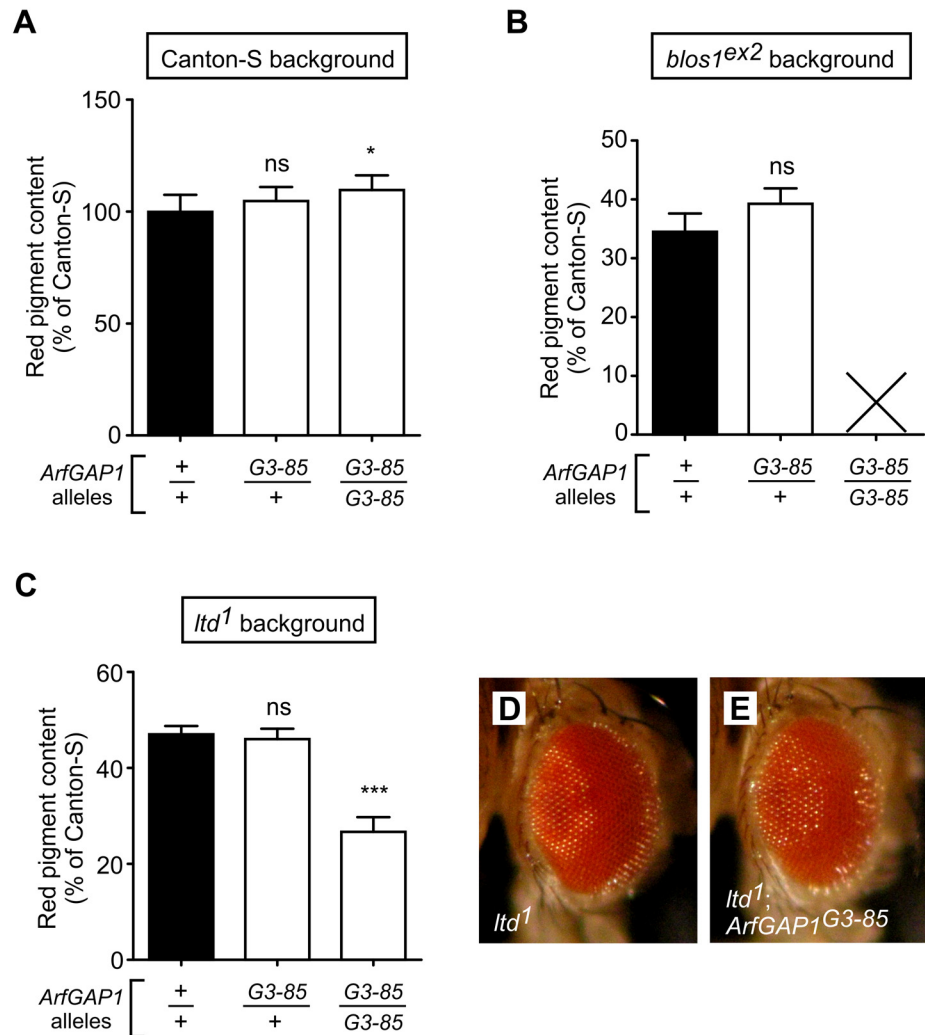 A
Canton-S background
Red pigment content
(% of Canton-S)
150
100
50
0
ns
*
ArfGAP1
alleles
+
+
G3-85
+
G3-85
G3-85
B
blos1ex2 background
Red pigment content
(% of Canton-S)
50
40
30
20
10
0
ns
ArfGAP1
alleles
+
+
G3-85
+
G3-85
G3-85
C
ltd1 background
Red pigment content
(% of Canton-S)
60
40
20
0
ns
***
ArfGAP1
alleles
+
+
G3-85
+
G3-85
G3-85
D
ltd1
E
ltd1;
ArfGAP1G3-85